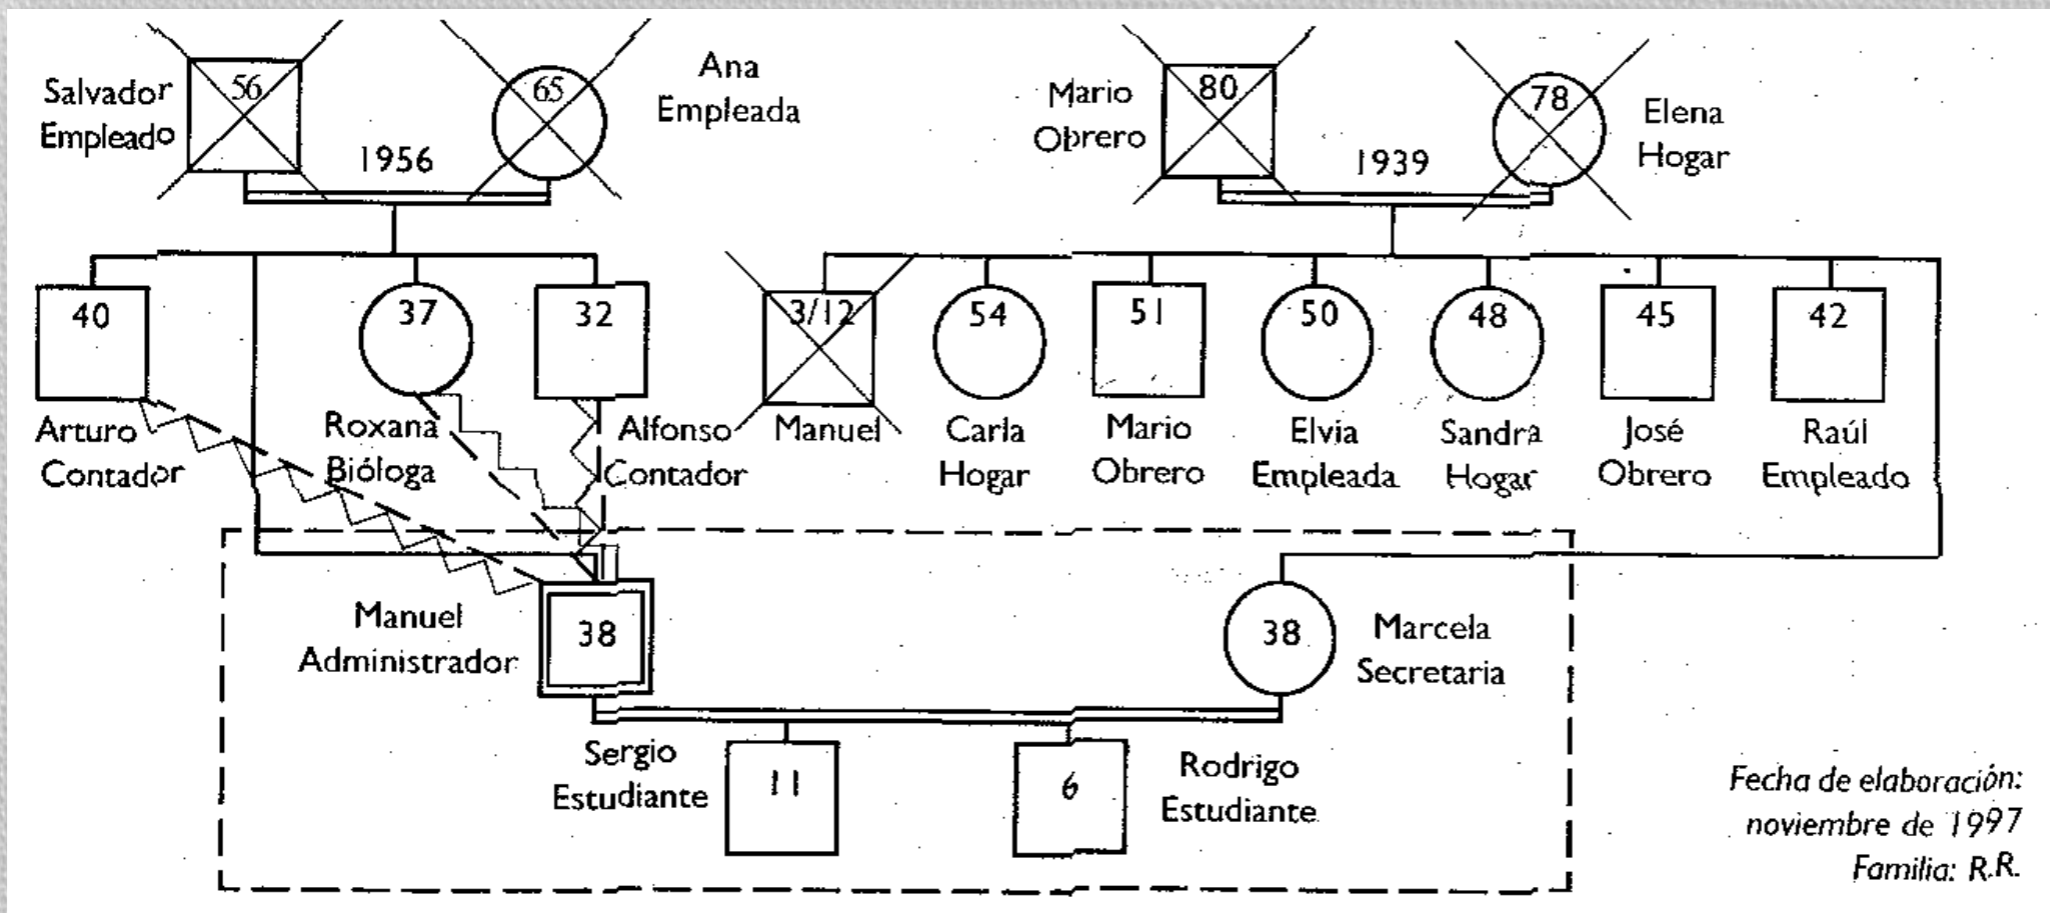 Salvador
Empleado
56
1956
65
Ana
Empleada
Mario
Obrero
80
1939
78
Elena
Hogar
40
Arturo
Contador
37
Roxana
Bióloga
32
Alfonso
Contador
3/12
Manuel
54
Carla
Hogar
51
Mario
Obrero
50
Elvia
Empleada
48
Sandra
Hogar
45
José
Obrero
42
Raúl
Empleado
Manuel
Administrador
38
38
Marcela
Secretaria
Sergio
Estudiante
11
6
Rodrigo
Estudiante
Fecha de elaboración:
noviembre de 1997
Familia: R.R.